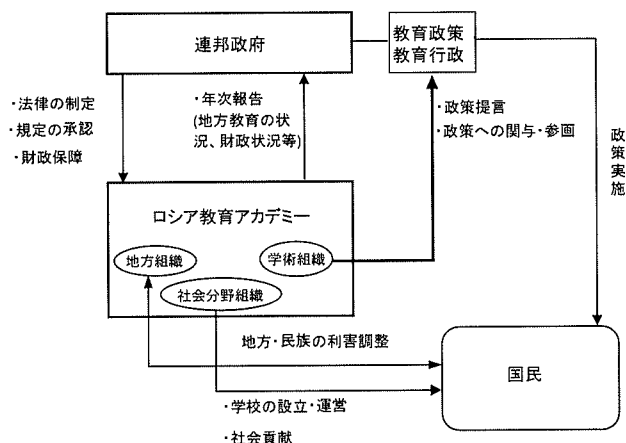 連邦政府
教育政策
教育行政
・法律の制定
・規定の承認
・財政保障
・年次報告
(地方教育の状
況、財政状況等)
・政策提言
・政策への関与・参画
政策実施
ロシア教育アカデミー
地方組織
学術組織
社会分野組織
地方・民族の利害調整
国民
・学校の設立・運営
・社会貢献